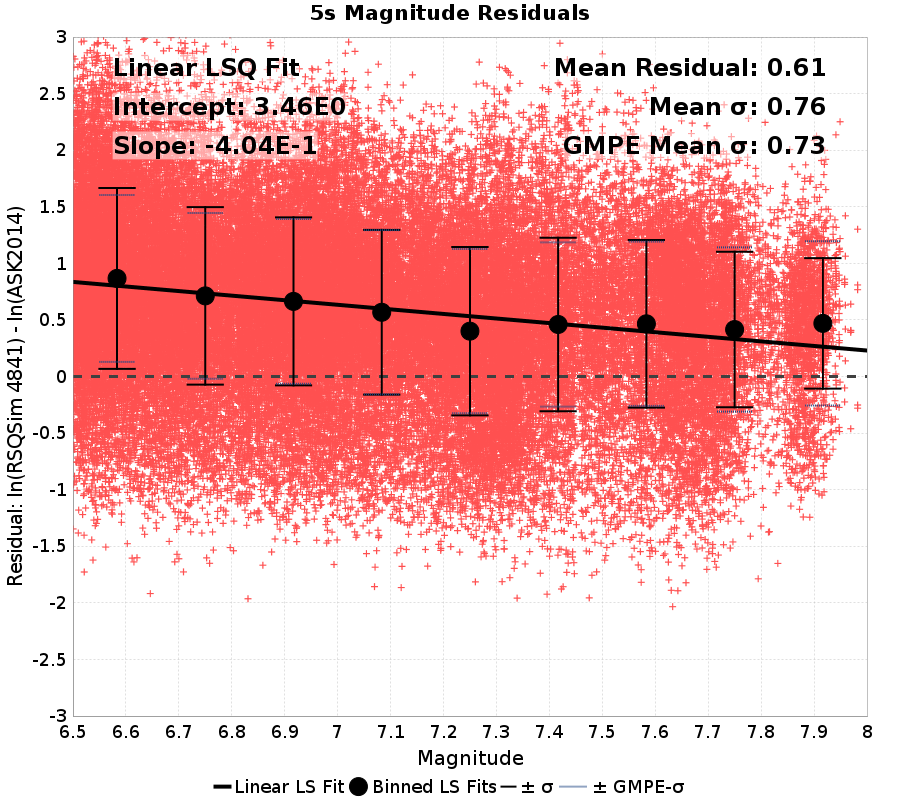 5s Magnitude Residuals
Linear LSQ Fit
Intercept: 3.46E0
Slope: -4.04E-1
Mean Residual: 0.61
Mean σ: 0.76
GMPE Mean σ: 0.73
Residual: ln(RSQSim 4841) - ln(ASK2014)
3
2.5
2
1.5
1
0.5
0
-0.5
-1
-1.5
-2
-2.5
-3
6.5 6.6 6.7 6.8 6.9 7 7.1 7.2 7.3 7.4 7.5 7.6 7.7 7.8 7.9 8
Magnitude
Linear LS Fit Binned LS Fits ± σ ± GMPE-σ